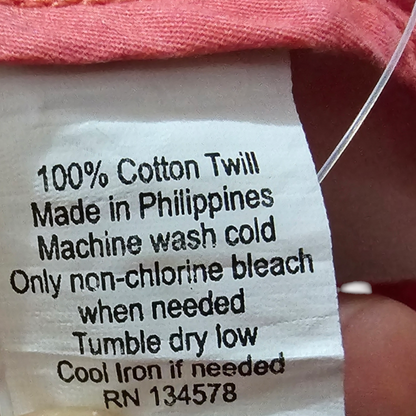 100% Cotton Twill
Made in Philippines
Machine wash cold
Only non-chlorine bleach
when needed
Tumble dry low
Cool Iron if needed
RN 134578